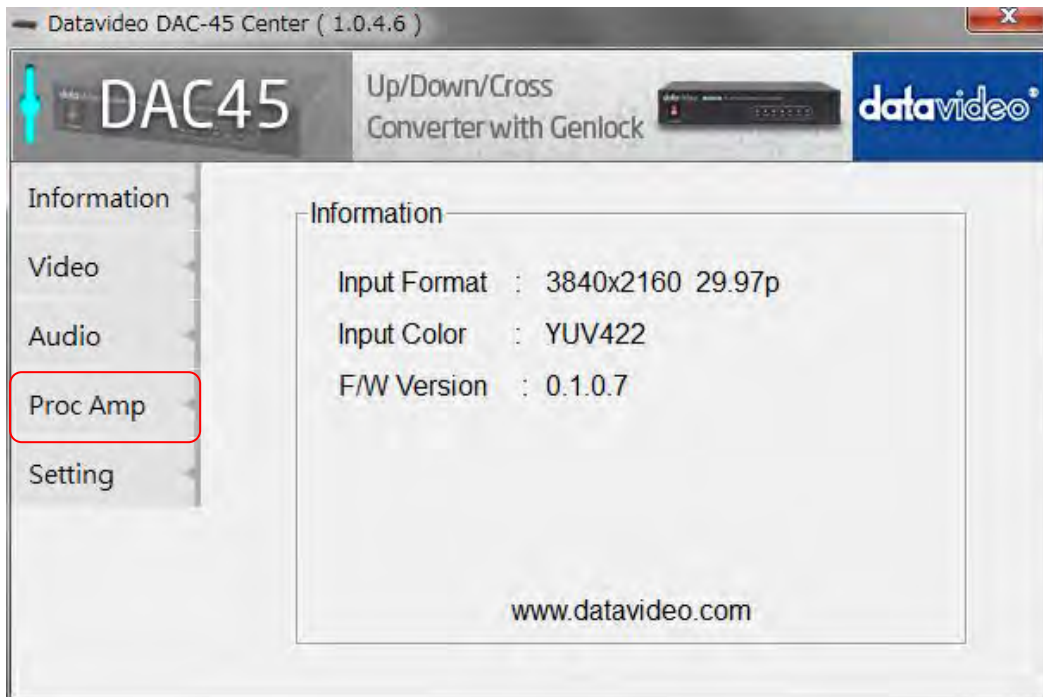 Datavideo DAC-45 Center ( 1.0.4.6 )
DAC45
Up/Down/Cross
Converter with Genlock
datavideo®
Information
Video
Audio
Proc Amp
Setting
Information
Input Format : 3840x2160 29.97p
Input Color : YUV422
F/W Version : 0.1.0.7
www.datavideo.com